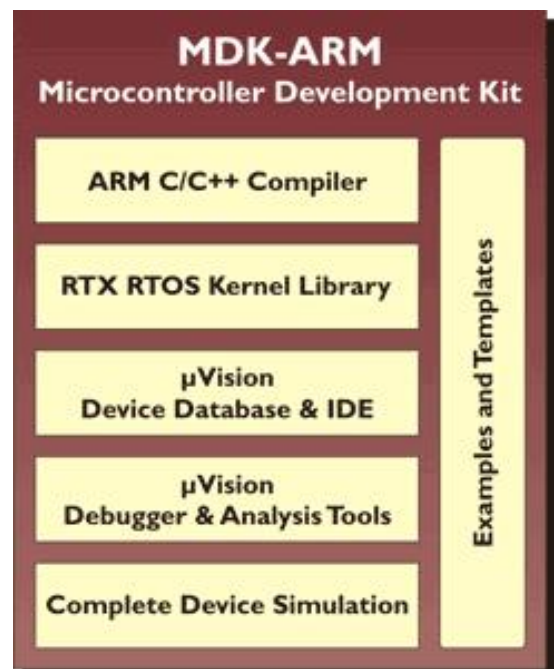 MDK-ARM
Microcontroller Development Kit
ARM C/C++ Compiler
RTX RTOS Kernel Library
µVision
Device Database & IDE
µVision
Debugger & Analysis Tools
Complete Device Simulation
Examples and Templates